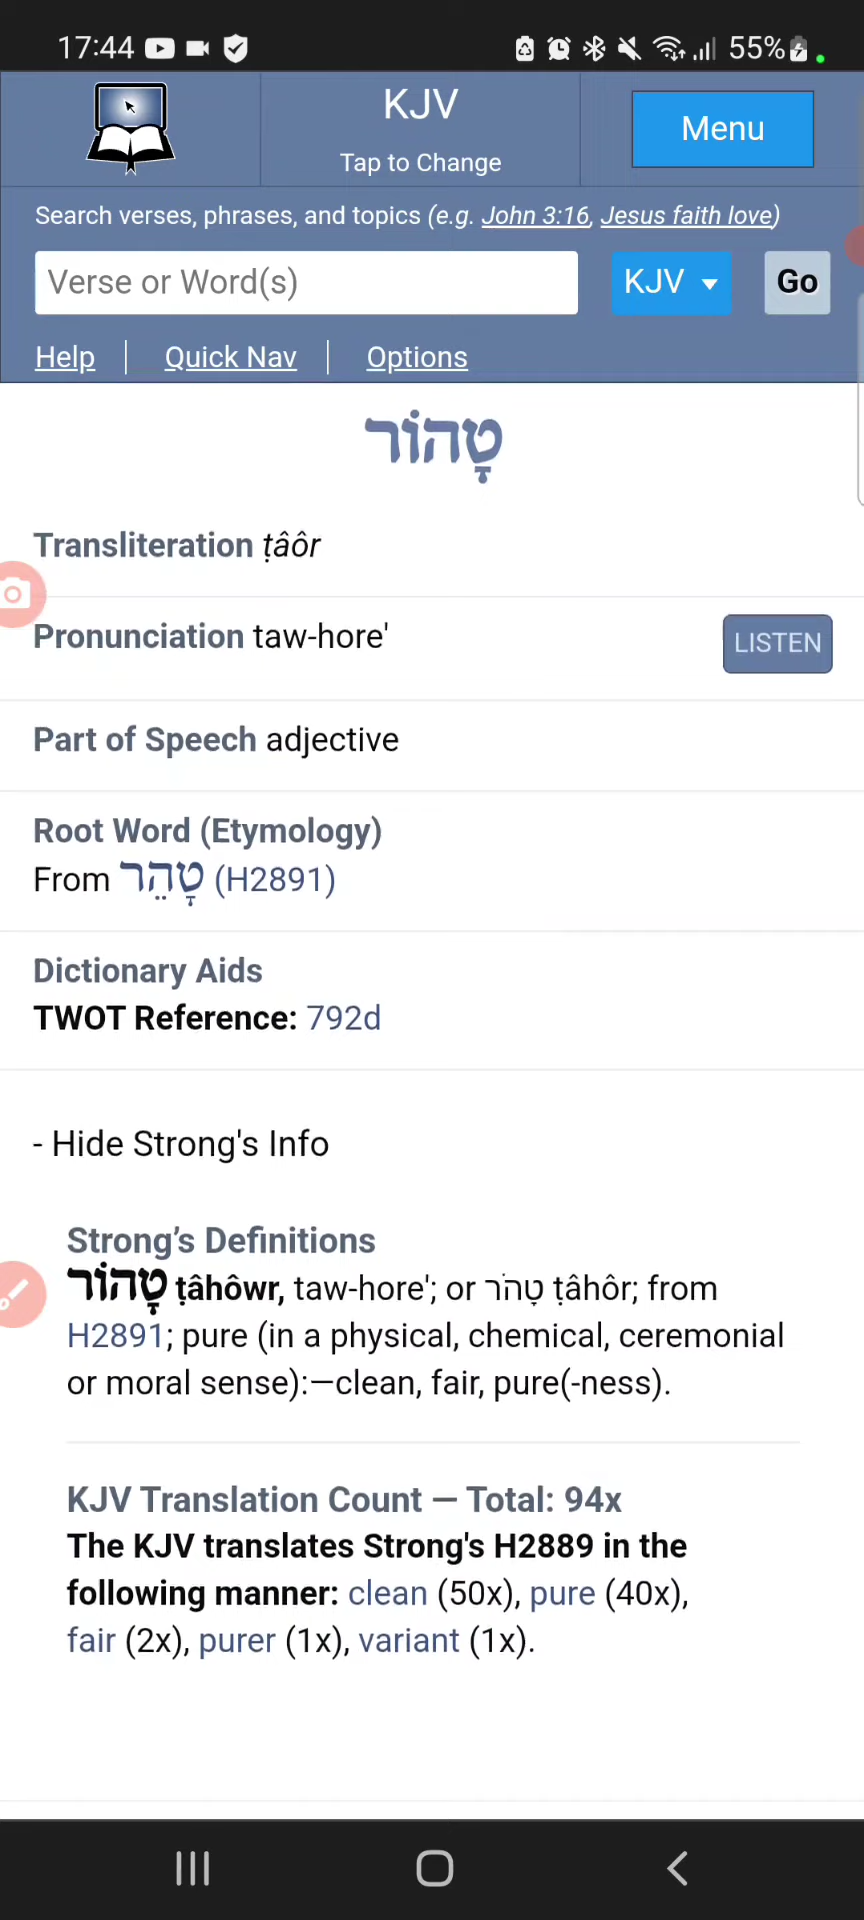 17:44
55%
KJV
Tap to Change
Menu
Search verses, phrases, and topics (e.g. John 3:16, Jesus faith love)
Verse or Word(s)
KJV
Go
Help
Quick Nav
Options
טָהוֹר
Transliteration ṭâôr
Pronunciation taw-hore'
LISTEN
Part of Speech adjective
Root Word (Etymology)
From טָהֵר (H2891)
Dictionary Aids
TWOT Reference: 792d
- Hide Strong's Info
Strong’s Definitions
טָהוֹר ṭâhôwr, taw-hore'; or טָהֹר ṭâhôr; from
H2891; pure (in a physical, chemical, ceremonial
or moral sense):—clean, fair, pure(-ness).
KJV Translation Count — Total: 94x
The KJV translates Strong's H2889 in the
following manner: clean (50x), pure (40x),
fair (2x), purer (1x), variant (1x).